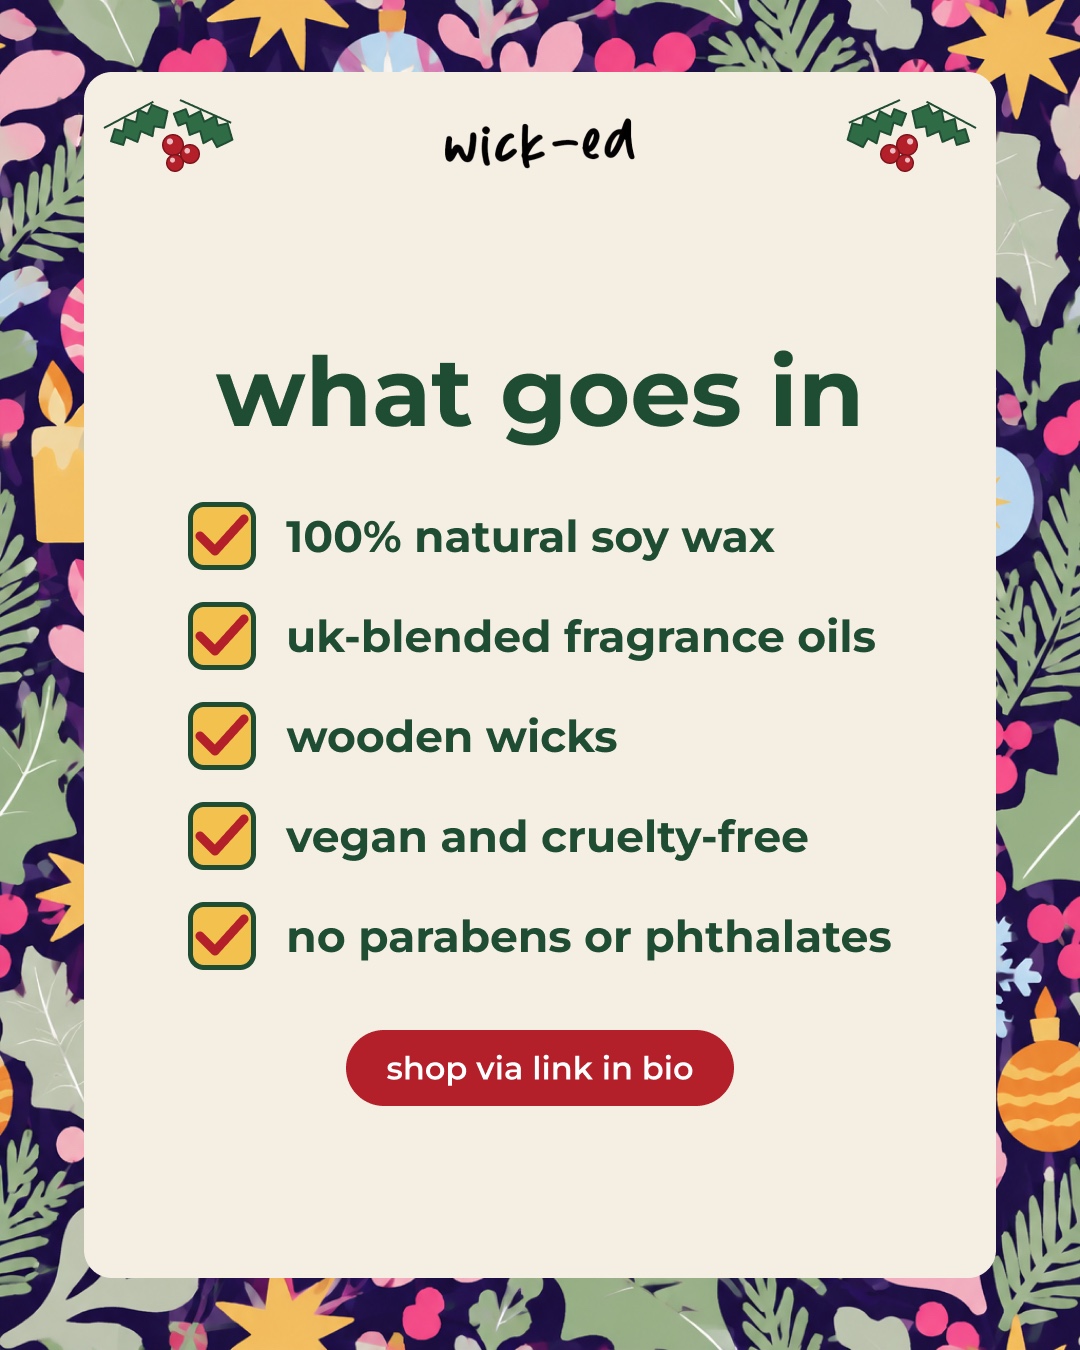 wick-ed
what goes in
100% natural soy wax
uk-blended fragrance oils
wooden wicks
vegan and cruelty-free
no parabens or phthalates
shop via link in bio